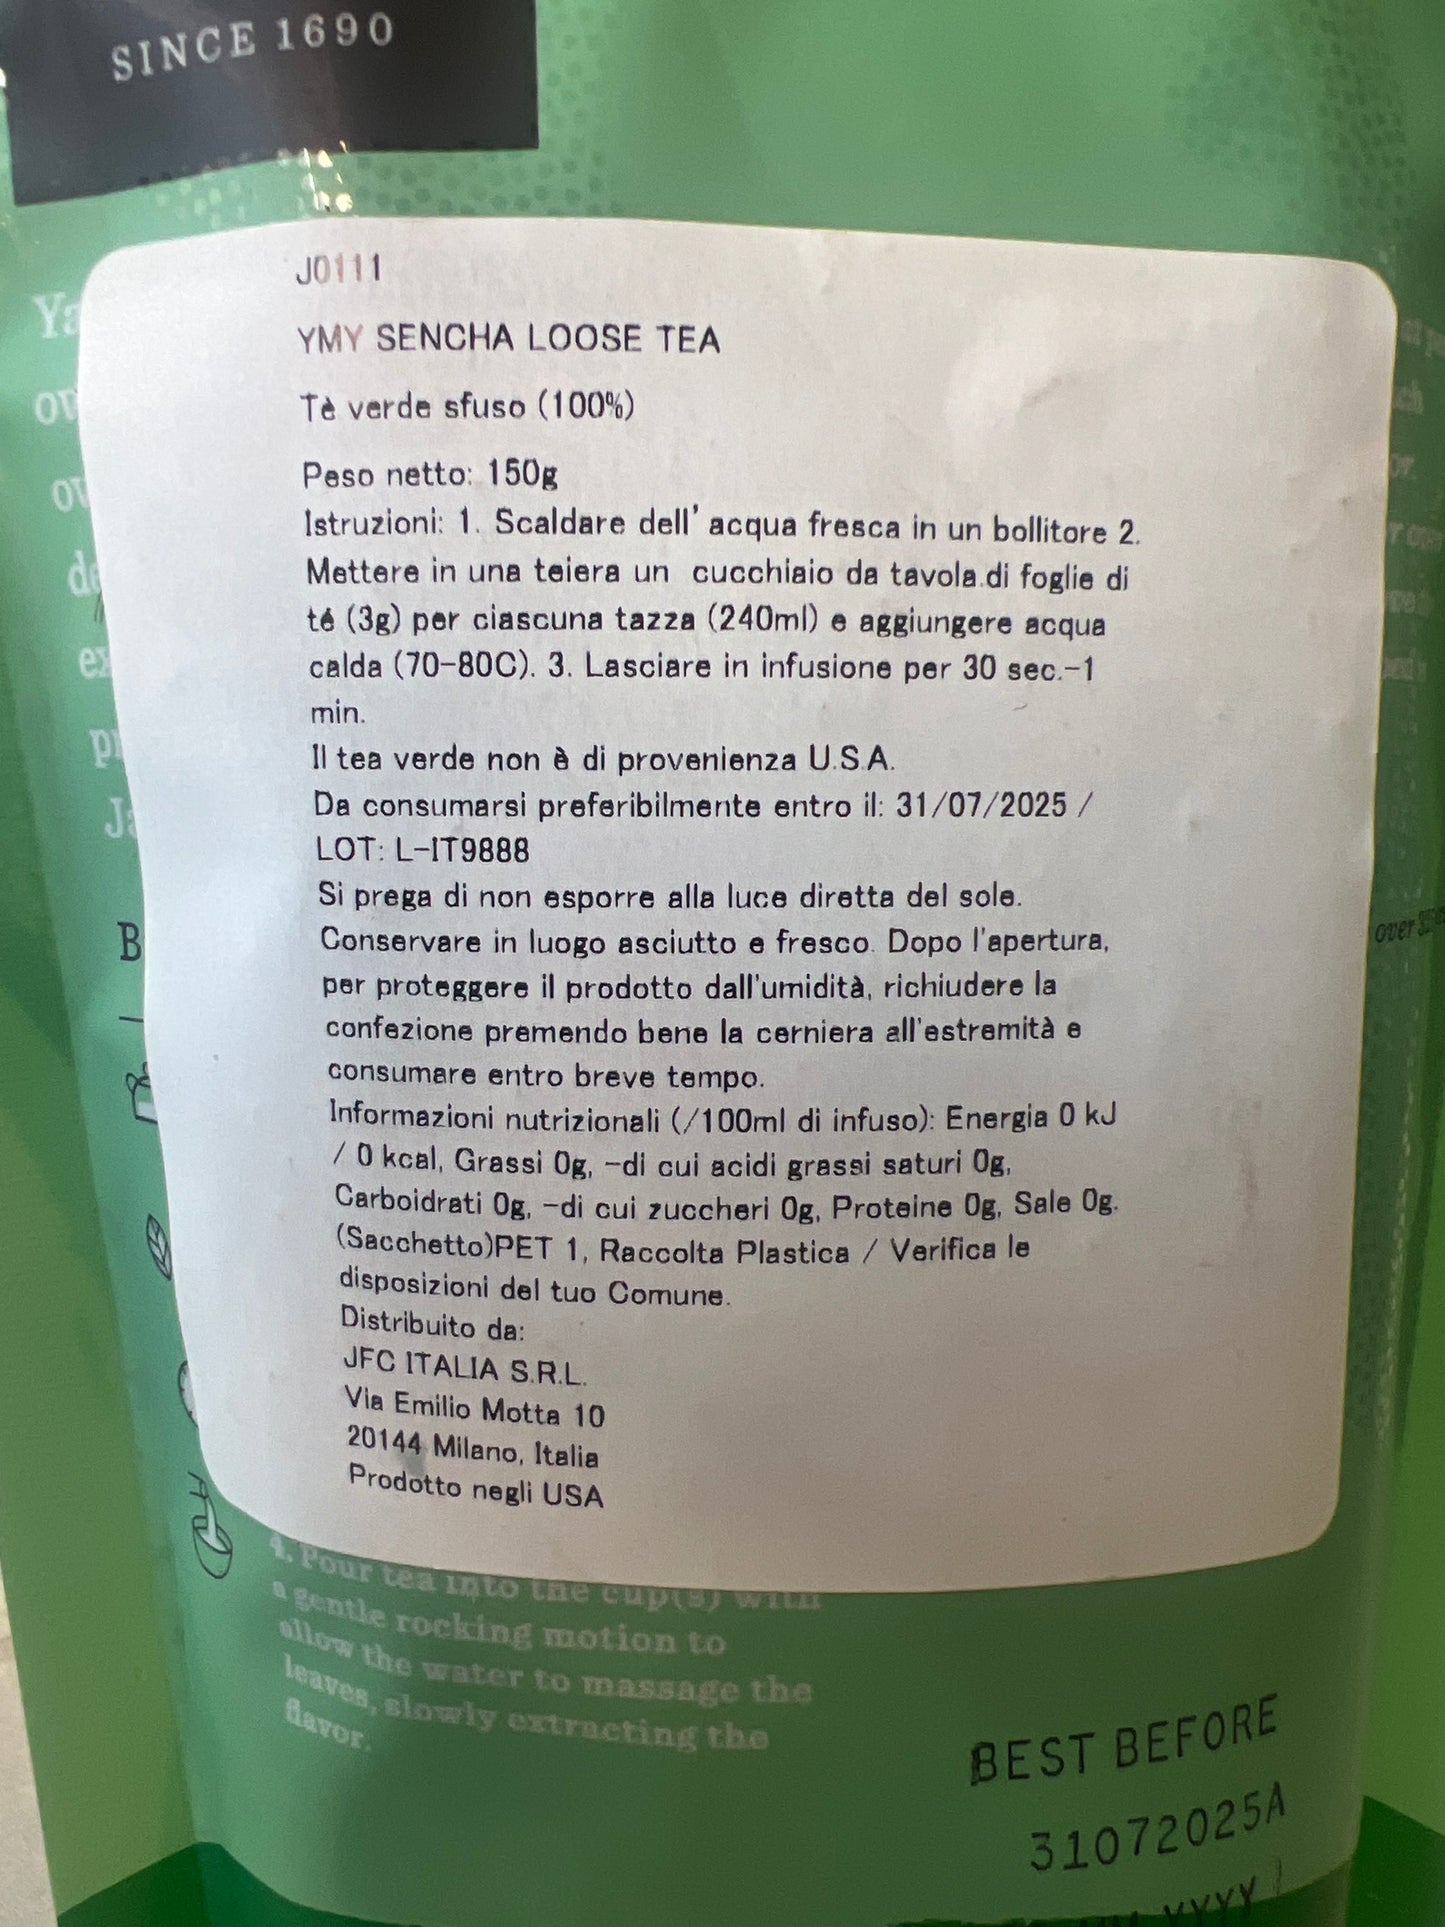 SINCE 1690
J0111
YMY SENCHA LOOSE TEA
Tè verde sfuso (100%)
Peso netto: 150g
Istruzioni: 1. Scaldare dell' acqua fresca in un bollitore 2.
Mettere in una teiera un cucchiaio da tavola.di foglie di
té (3g) per ciascuna tazza (240ml) e aggiungere acqua
calda (70-80C). 3. Lasciare in infusione per 30 sec.-1
min.
Il tea verde non è di provenienza U.S.A.
Da consumarsi preferibilmente entro il: 31/07/2025 /
LOT: L-IT9888
Si prega di non esporre alla luce diretta del sole.
Conservare in luogo asciutto e fresco. Dopo l'apertura,
per proteggere il prodotto dall'umidità, richiudere la
confezione premendo bene la cerniera all'estremità e
consumare entro breve tempo.
Informazioni nutrizionali (/100ml di infuso): Energia 0 kJ
/ 0 kcal, Grassi 0g, -di cui acidi grassi saturi 0g,
Carboidrati 0g, -di cui zuccheri 0g, Proteine 0g, Sale 0g.
(Sacchetto)PET 1, Raccolta Plastica / Verifica le
disposizioni del tuo Comune.
Distribuito da:
JFC ITALIA S.R.L.
Via Emilio Motta 10
20144 Milano, Italia
Prodotto negli USA
over
4. Pour tea into the cup(s) with
a gentle rocking motion to
allow the water to massage the
leaves, slowly extracting the
flavor.
BEST BEFORE
31072025A
YYYY